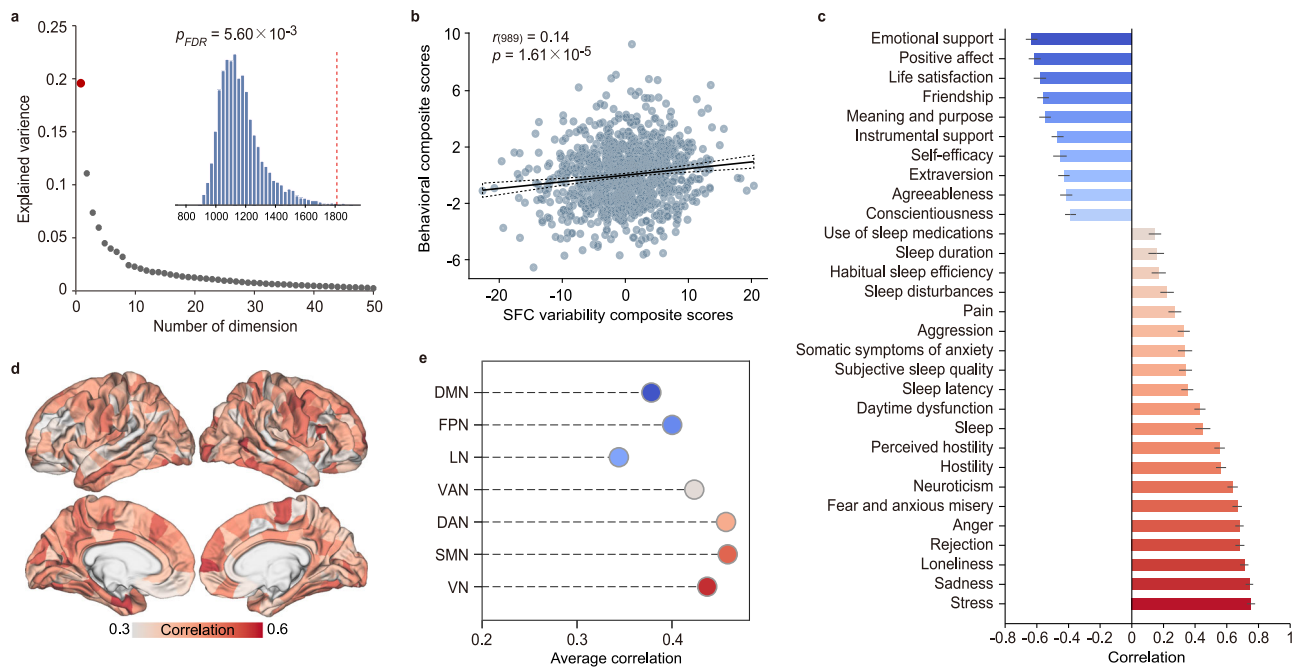 a
p_FDR = 5.60×10⁻³
Explained varience
0.25
0.2
0.15
0.1
0.05
0
0
10
20
30
40
50
Number of dimension
800
1000
1200
1400
1600
1800
b
r(989) = 0.14
p = 1.61×10⁻⁵
Behavioral composite scores
10
6
2
-2
-6
-20
-10
0
10
20
SFC variability composite scores
c
Emotional support
Positive affect
Life satisfaction
Friendship
Meaning and purpose
Instrumental support
Self-efficacy
Extraversion
Agreeableness
Conscientiousness
Use of sleep medications
Sleep duration
Habitual sleep efficiency
Sleep disturbances
Pain
Aggression
Somatic symptoms of anxiety
Subjective sleep quality
Sleep latency
Daytime dysfunction
Sleep
Perceived hostility
Hostility
Neuroticism
Fear and anxious misery
Anger
Rejection
Loneliness
Sadness
Stress
-0.8 -0.6 -0.4 -0.2 0 0.2 0.4 0.6 0.8 1
Correlation
d
0.3 Correlation 0.6
e
DMN
FPN
LN
VAN
DAN
SMN
VN
0.2
0.3
0.4
Average correlation